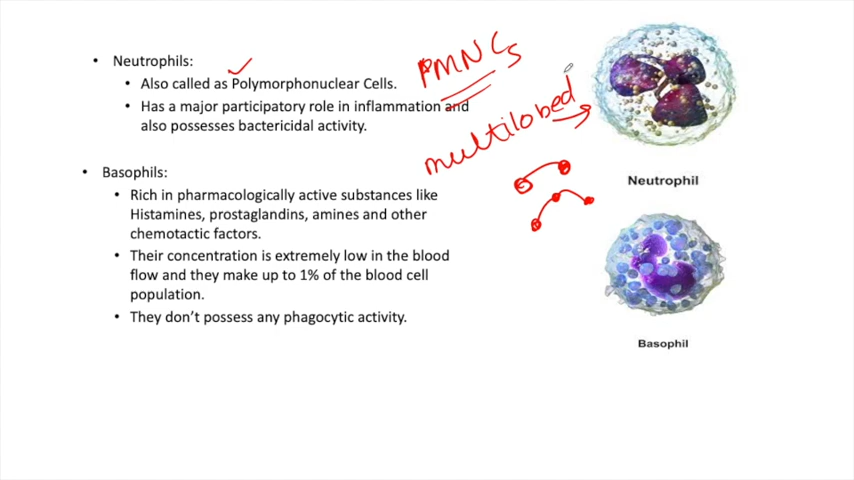 • Neutrophils:
• Also called as Polymorphonuclear Cells.
• Has a major participatory role in inflammation and
also possesses bactericidal activity.
PMNCs
multilobed
Neutrophil
• Basophils:
• Rich in pharmacologically active substances like
Histamines, prostaglandins, amines and other
chemotactic factors.
• Their concentration is extremely low in the blood
flow and they make up to 1% of the blood cell
population.
• They don't possess any phagocytic activity.
Basophil